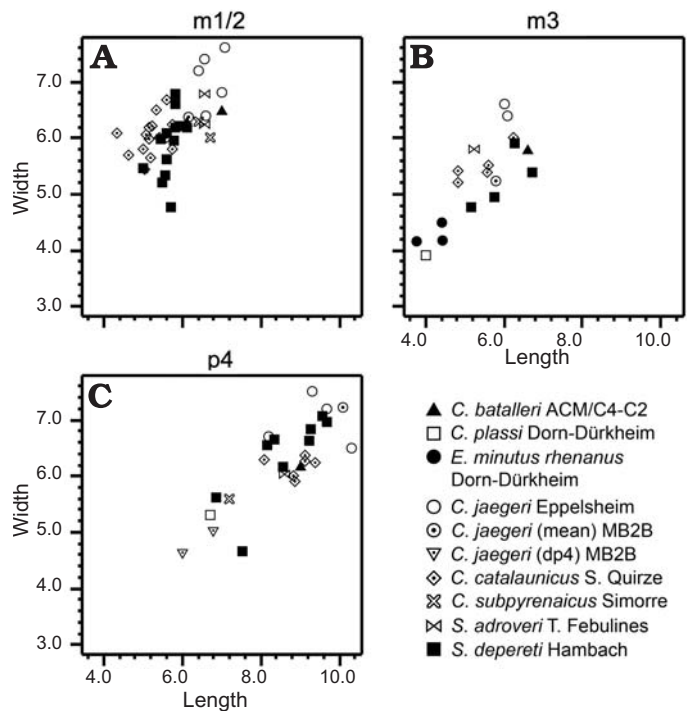 m1/2
m3
A
B
7.0
6.0
5.0
4.0
3.0
Width
7.0
6.0
5.0
4.0
3.0
Width
4.0 6.0 8.0 10.0
Length
p4
C
7.0
6.0
5.0
4.0
3.0
Width
4.0 6.0 8.0 10.0
Length
C. batalleri ACM/C4-C2
C. plassi Dorn-Dürkheim
E. minutus rhenanus
Dorn-Dürkheim
C. jaegeri Eppelsheim
C. jaegeri (mean) MB2B
C. jaegeri (dp4) MB2B
C. catalaunicus S. Quirze
C. subpyrenaicus Simorre
S. adroveri T. Febulines
S. depereti Hambach